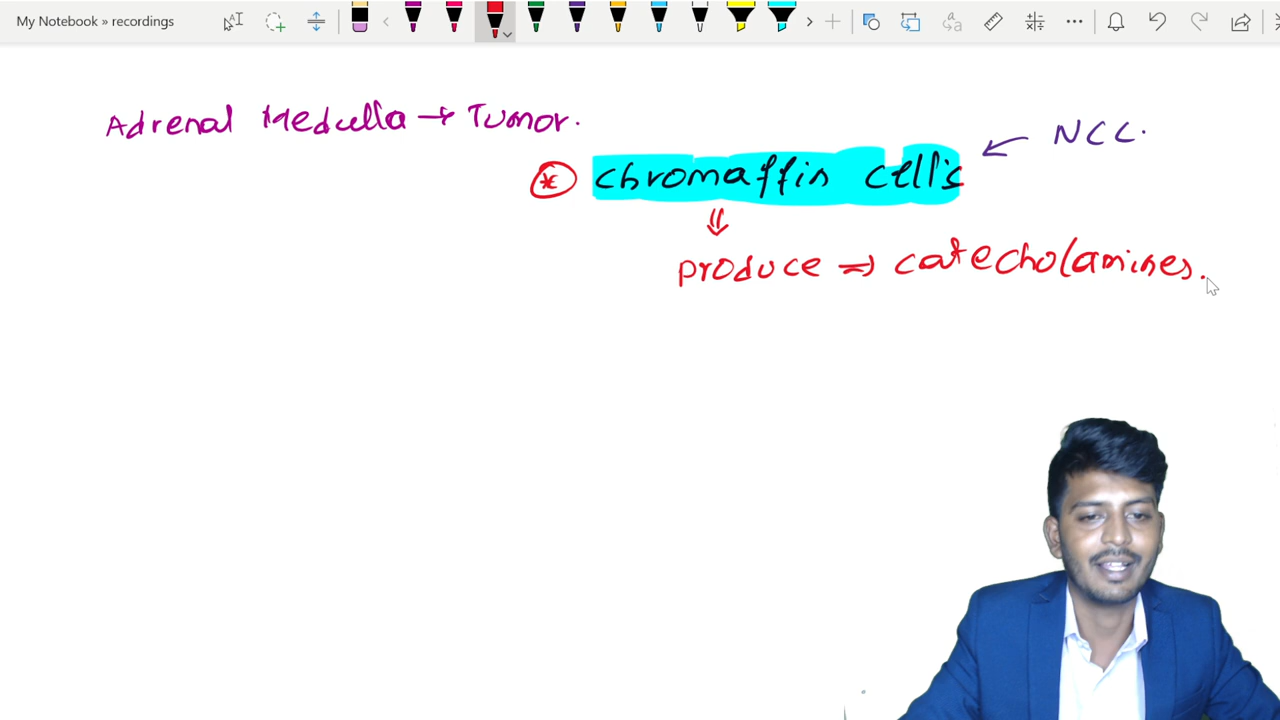 My Notebook » recordings
Adrenal Medulla → Tumor.
NCC.
* chromaffin cells
produce ⇒ catecholamines.